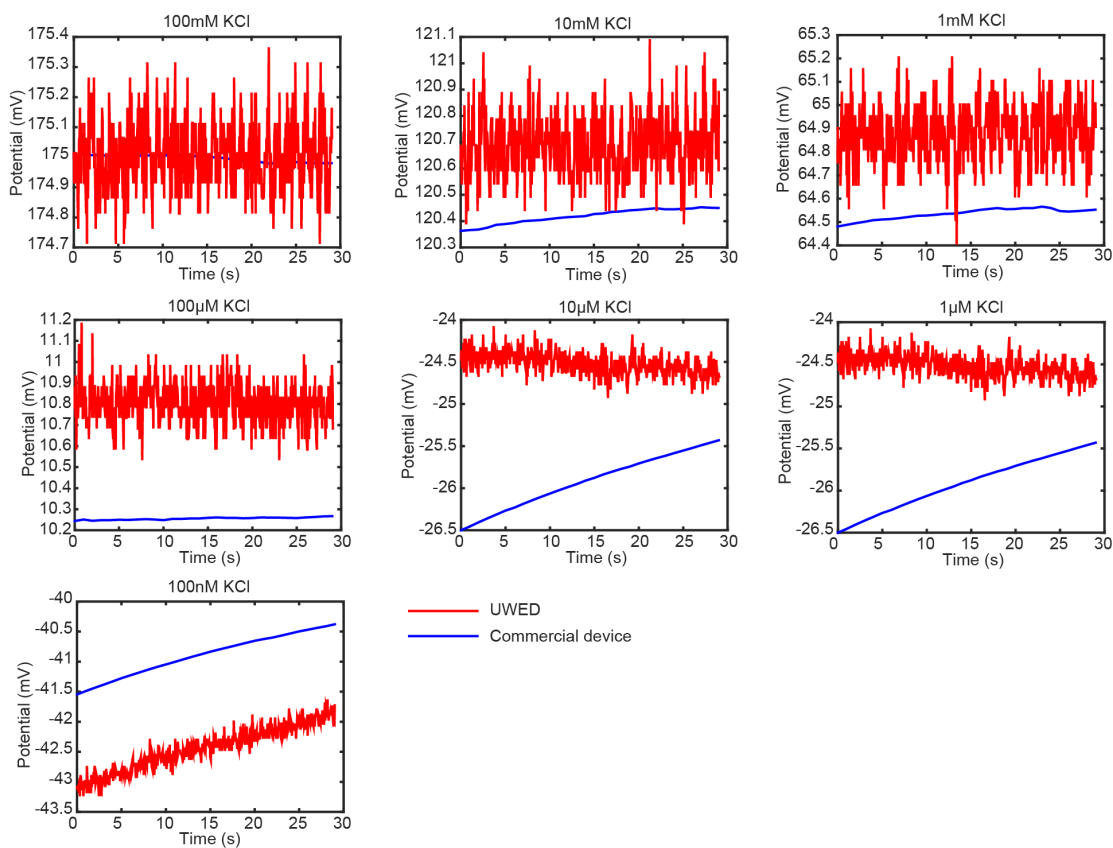 100mM KCl
175.4
175.3
175.2
175.1
175
174.9
174.8
174.7
Potential (mV)
0 5 10 15 20 25 30
Time (s)
10mM KCl
121.1
121
120.9
120.8
120.7
120.6
120.5
120.4
120.3
Potential (mV)
0 5 10 15 20 25 30
Time (s)
1mM KCl
65.3
65.2
65.1
65
64.9
64.8
64.7
64.6
64.5
64.4
Potential (mV)
0 5 10 15 20 25 30
Time (s)
100µM KCl
11.2
11.1
11
10.9
10.8
10.7
10.6
10.5
10.4
10.3
10.2
Potential (mV)
0 5 10 15 20 25 30
Time (s)
10µM KCl
-24
-24.5
-25
-25.5
-26
-26.5
Potential (mV)
0 5 10 15 20 25 30
Time (s)
1µM KCl
-24
-24.5
-25
-25.5
-26
-26.5
Potential (mV)
0 5 10 15 20 25 30
Time (s)
100nM KCl
-40
-40.5
-41
-41.5
-42
-42.5
-43
-43.5
Potential (mV)
0 5 10 15 20 25 30
Time (s)
UWED
Commercial device